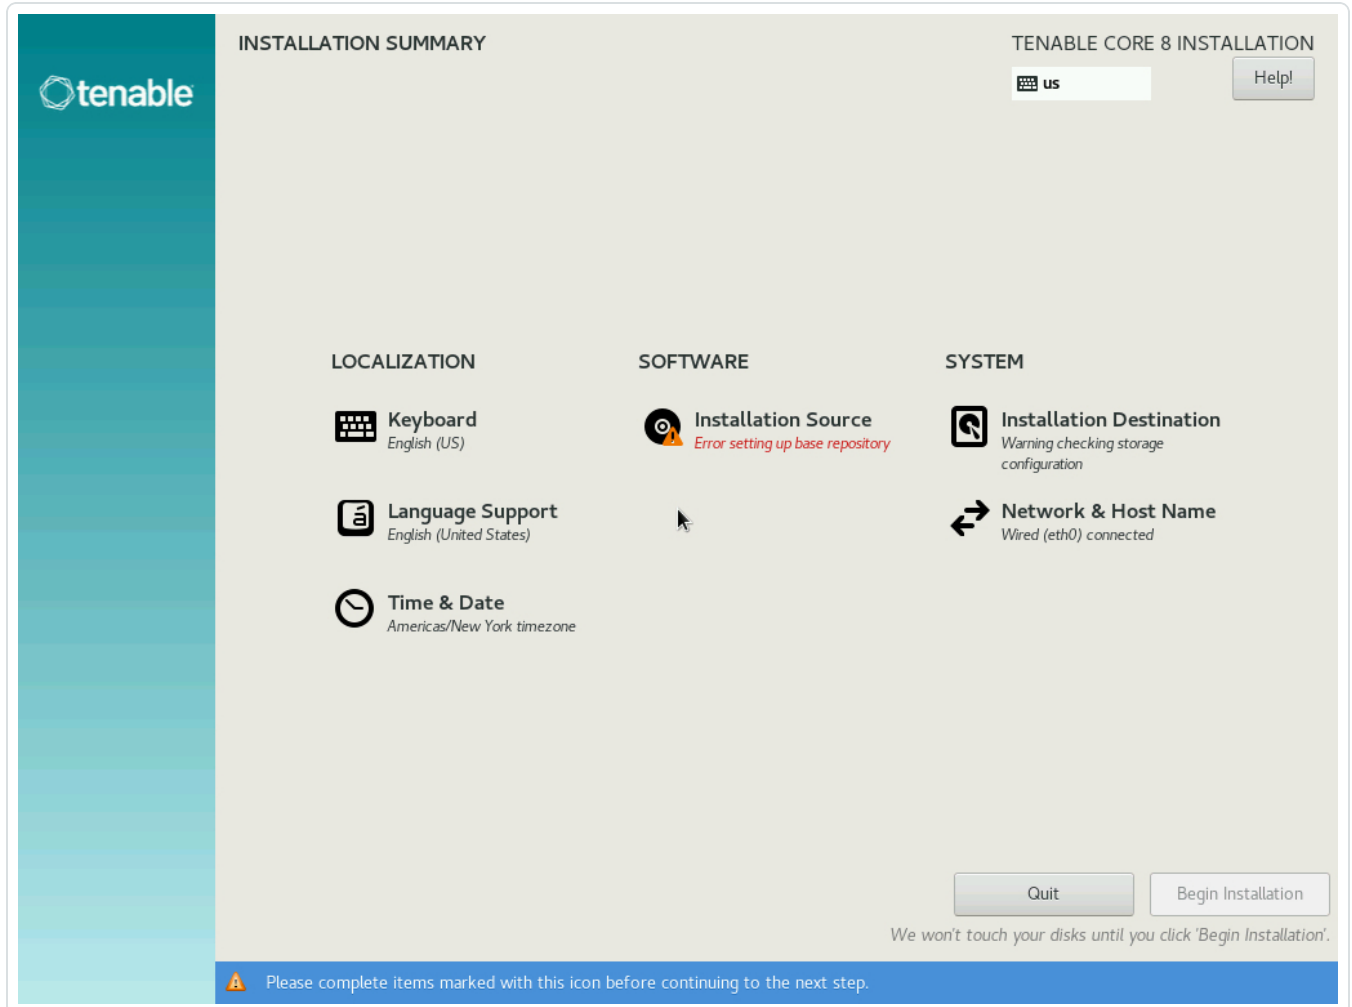 INSTALLATION SUMMARY
TENABLE CORE 8 INSTALLATION
tenable
us
Help!
LOCALIZATION
Keyboard
English (US)
Language Support
English (United States)
Time & Date
Americas/New York timezone
SOFTWARE
Installation Source
Error setting up base repository
SYSTEM
Installation Destination
Warning checking storage
configuration
Network & Host Name
Wired (eth0) connected
Quit
Begin Installation
We won't touch your disks until you click 'Begin Installation'.
Please complete items marked with this icon before continuing to the next step.